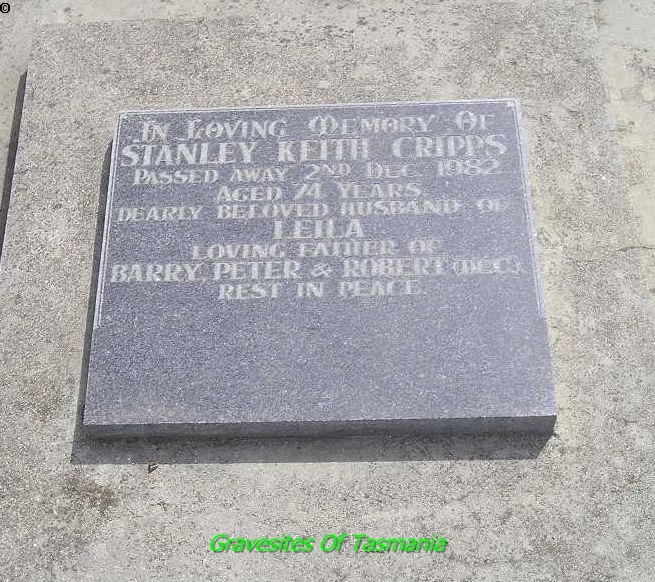 ©
In Loving Memory Of
STANLEY KEITH CRIPPS
PASSED AWAY 2ND DEC 1982
AGED 74 YEARS.
DEARLY BELOVED HUSBAND OF
LEILA
LOVING FATHER OF
BARRY, PETER & ROBERT (DEC).
REST IN PEACE.
Gravesites Of Tasmania